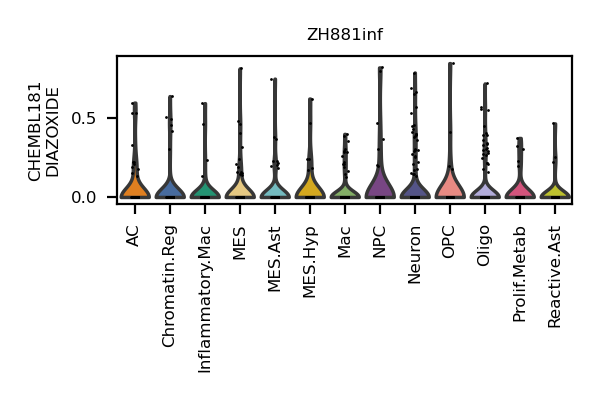 ZH881inf
CHEMBL181
DIAZOXIDE
0.5
0.0
AC
Chromatin.Reg
Inflammatory.Mac
MES
MES.Ast
MES.Hyp
Mac
NPC
Neuron
OPC
Oligo
Prolif.Metab
Reactive.Ast